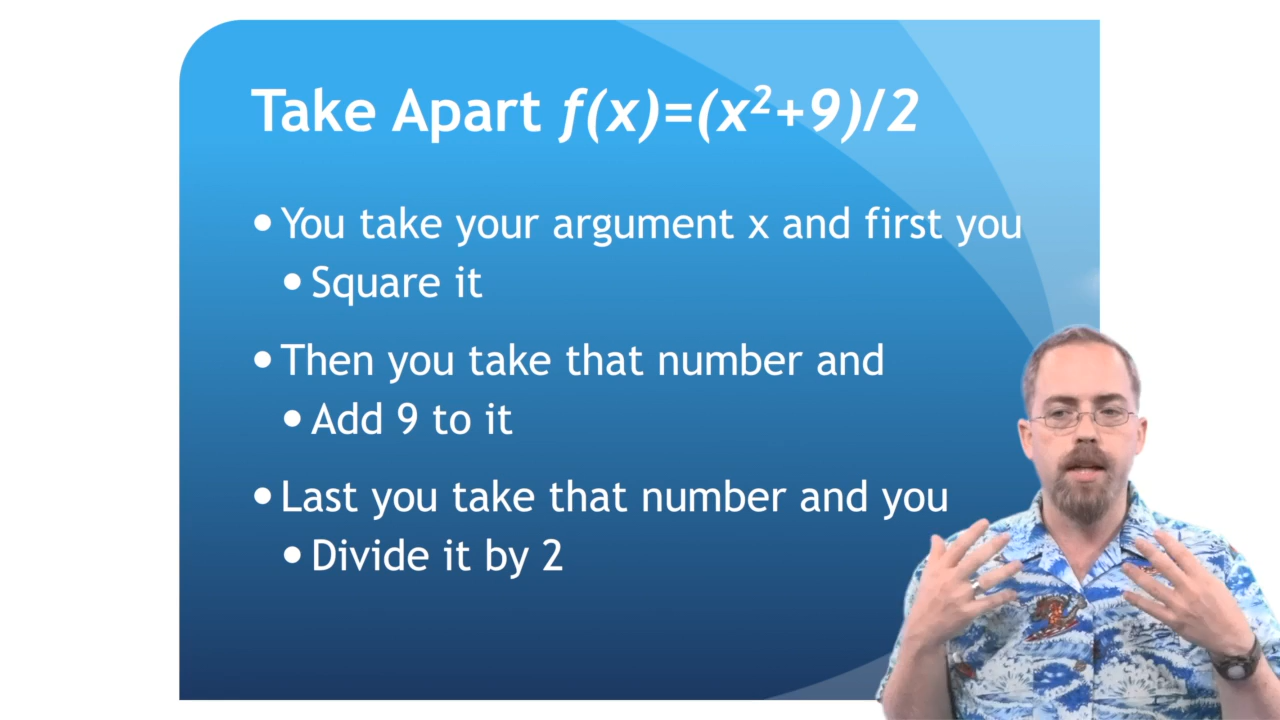 Take Apart f(x)=(x²+9)/2
• You take your argument x and first you
• Square it
• Then you take that number and
• Add 9 to it
• Last you take that number and you
• Divide it by 2